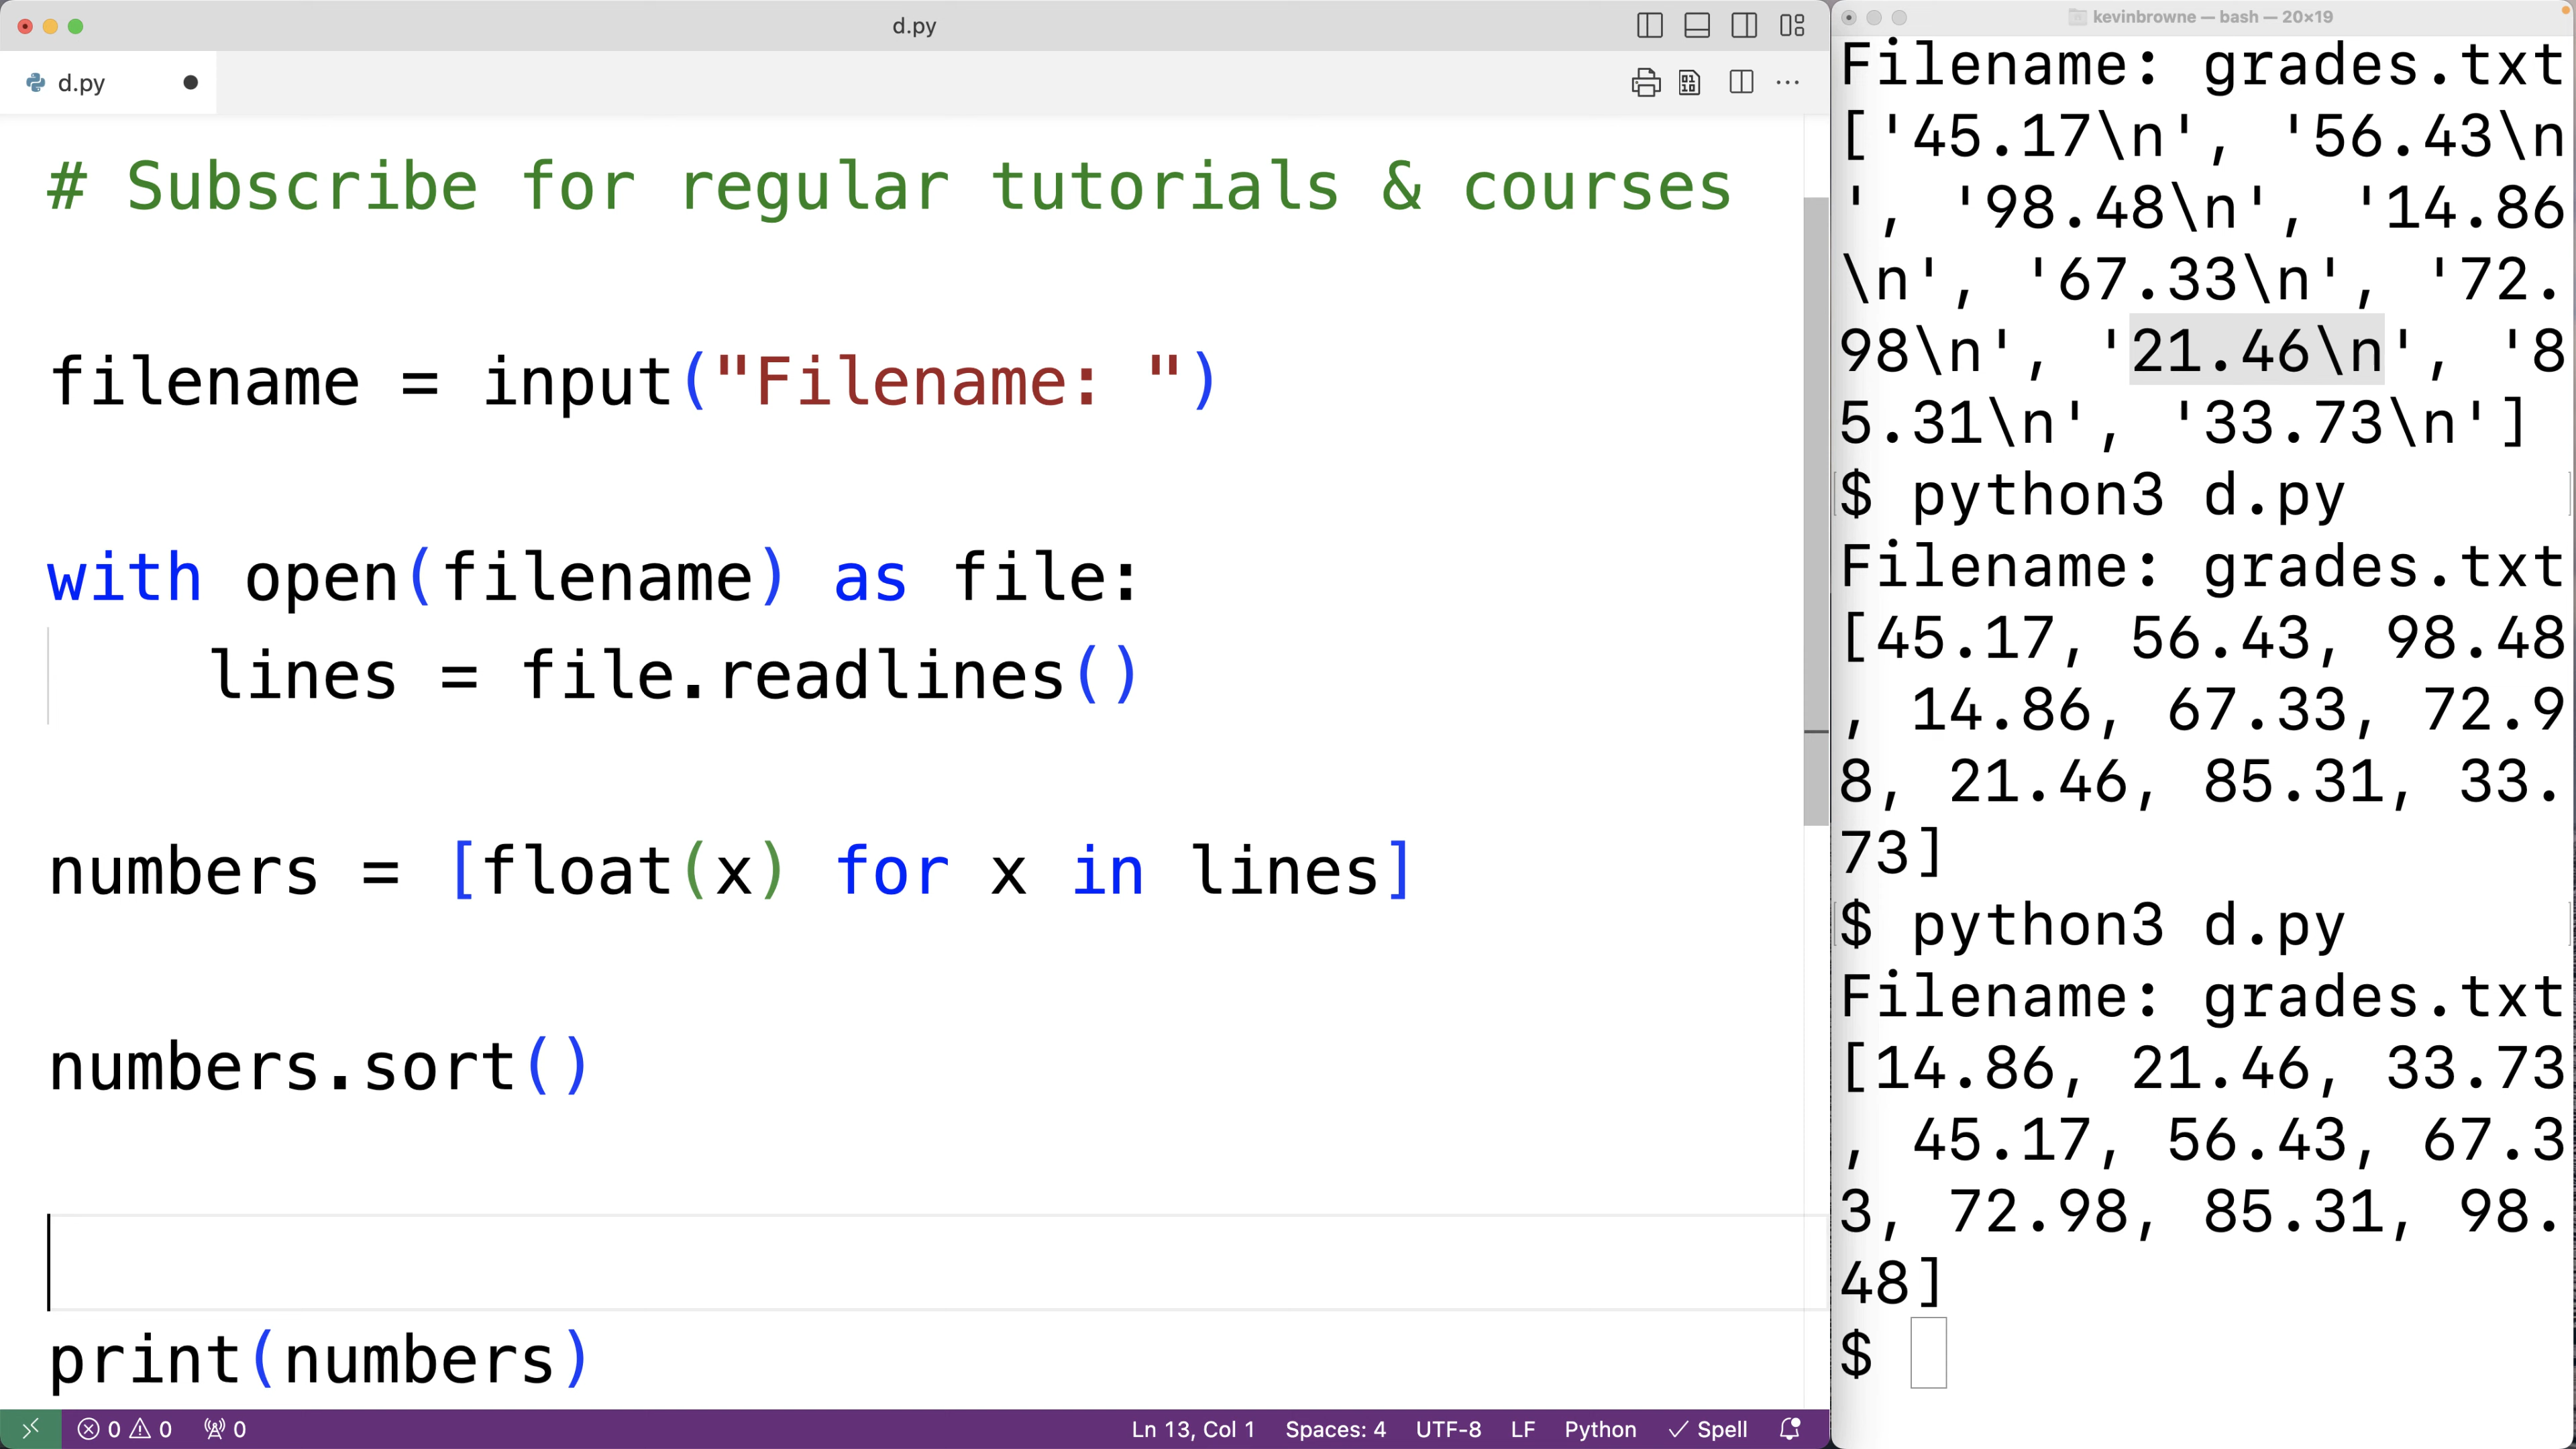 d.py
d.py
# Subscribe for regular tutorials & courses
filename = input("Filename: ")
with open(filename) as file:
    lines = file.readlines()
numbers = [float(x) for x in lines]
numbers.sort()
print(numbers)
0 0 0
Ln 13, Col 1 Spaces: 4 UTF-8 LF Python Spell
kevinbrowne — bash — 20×19
Filename: grades.txt
['45.17\n', '56.43\n
', '98.48\n', '14.86
\n', '67.33\n', '72.
98\n', '21.46\n', '8
5.31\n', '33.73\n']
$ python3 d.py
Filename: grades.txt
[45.17, 56.43, 98.48
, 14.86, 67.33, 72.9
8, 21.46, 85.31, 33.
73]
$ python3 d.py
Filename: grades.txt
[14.86, 21.46, 33.73
, 45.17, 56.43, 67.3
3, 72.98, 85.31, 98.
48]
$